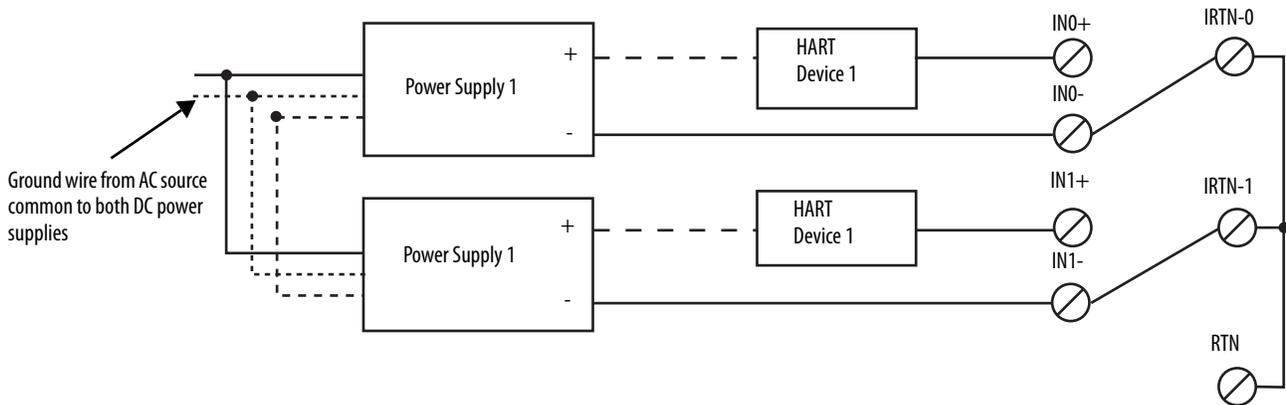 IN0+
IRTN-0
HART
Device 1
+
Power Supply 1
IN0-
-
Ground wire from AC source
common to both DC power
supplies
IN1+
IRTN-1
HART
Device 1
+
Power Supply 1
IN1-
-
RTN